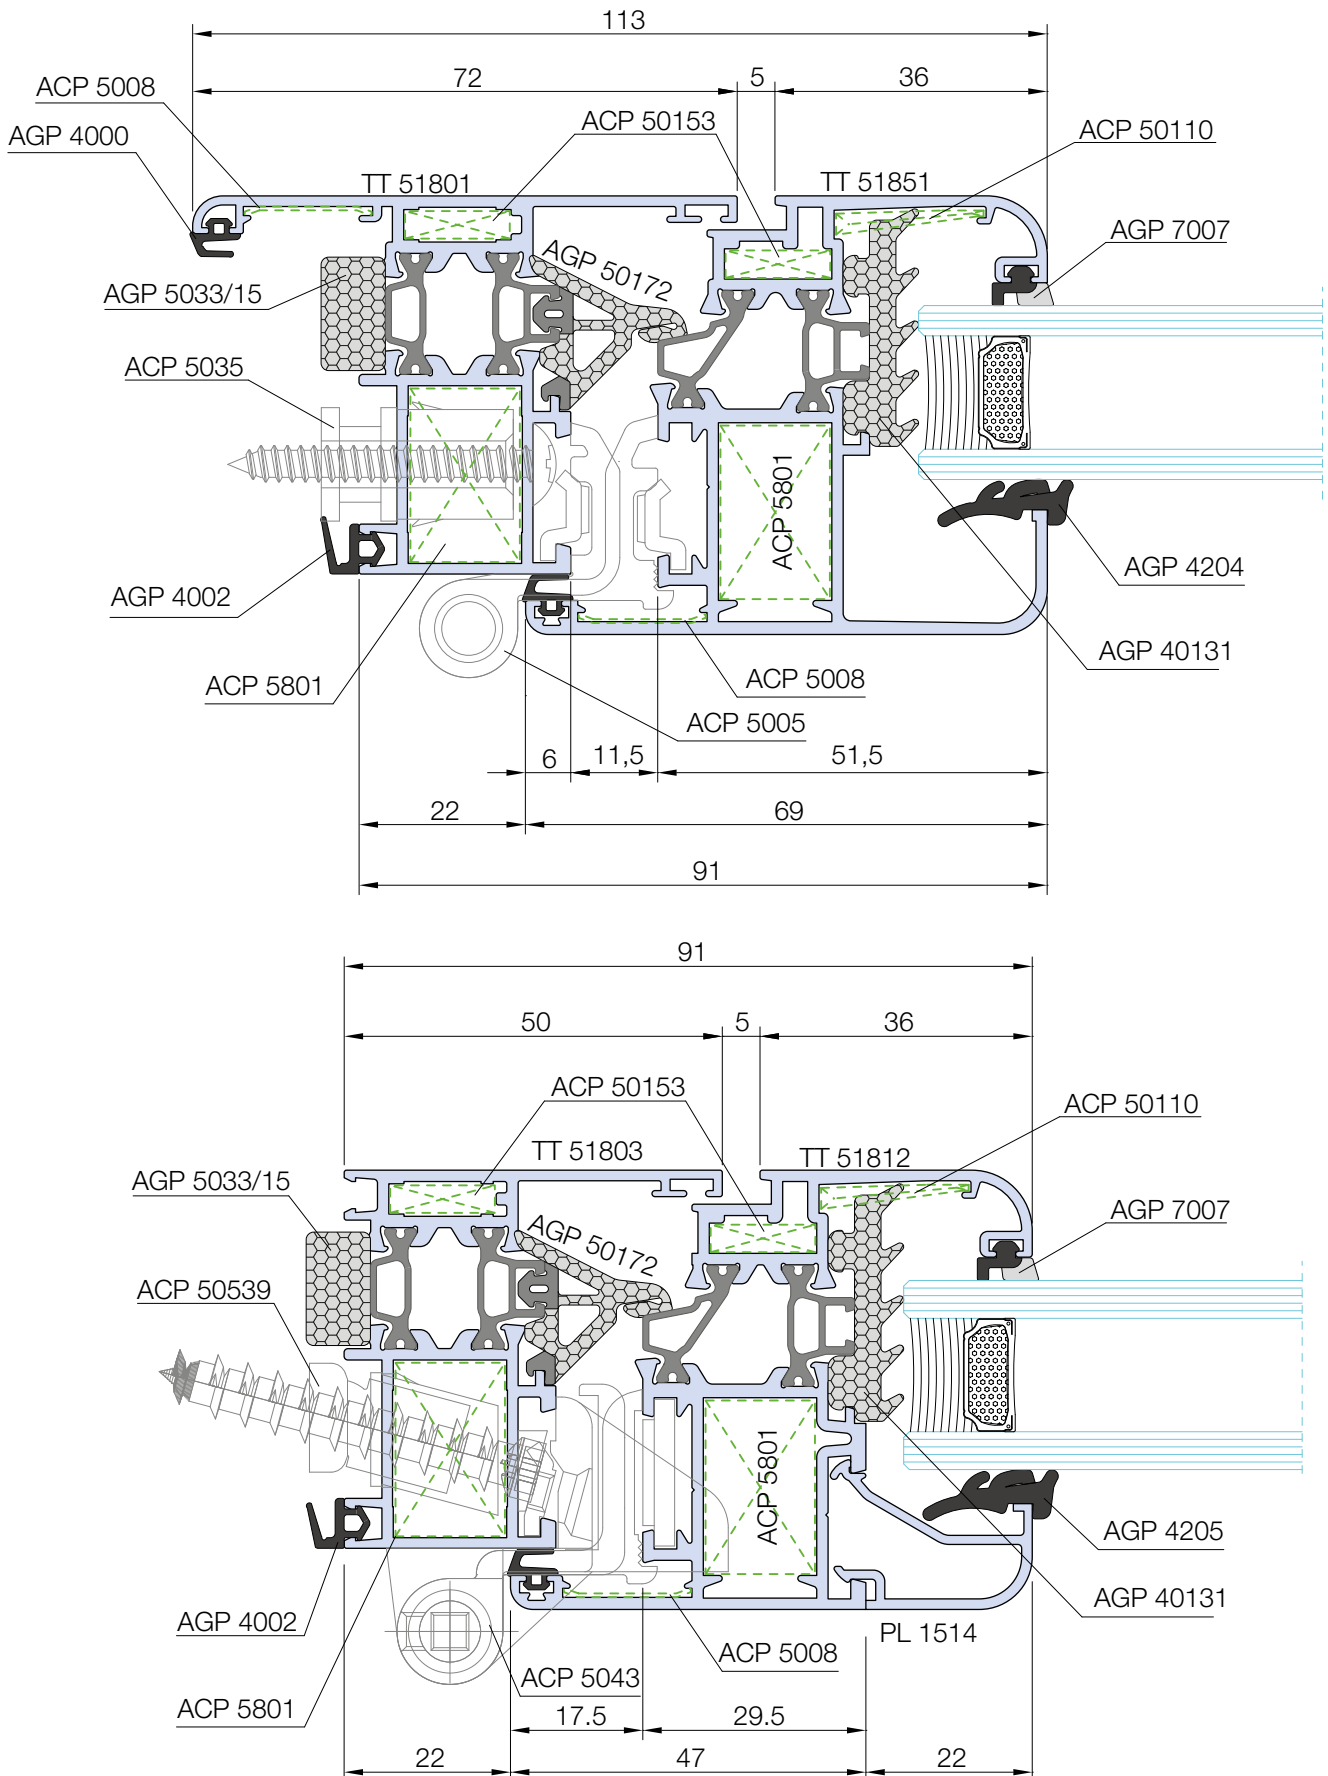 113
72
5
36
ACP 5008
ACP 50153
ACP 50110
AGP 4000
TT 51801
TT 51851
AGP 7007
AGP 50172
AGP 5033/15
ACP 5035
ACP 5801
AGP 4204
AGP 4002
AGP 40131
ACP 5801
ACP 5008
ACP 5005
6
11,5
51,5
22
69
91
91
50
5
36
ACP 50153
ACP 50110
TT 51803
TT 51812
AGP 5033/15
AGP 7007
AGP 50172
ACP 50539
ACP 5801
AGP 4205
AGP 40131
AGP 4002
PL 1514
ACP 5008
ACP 5043
ACP 5801
17.5
29.5
22
47
22